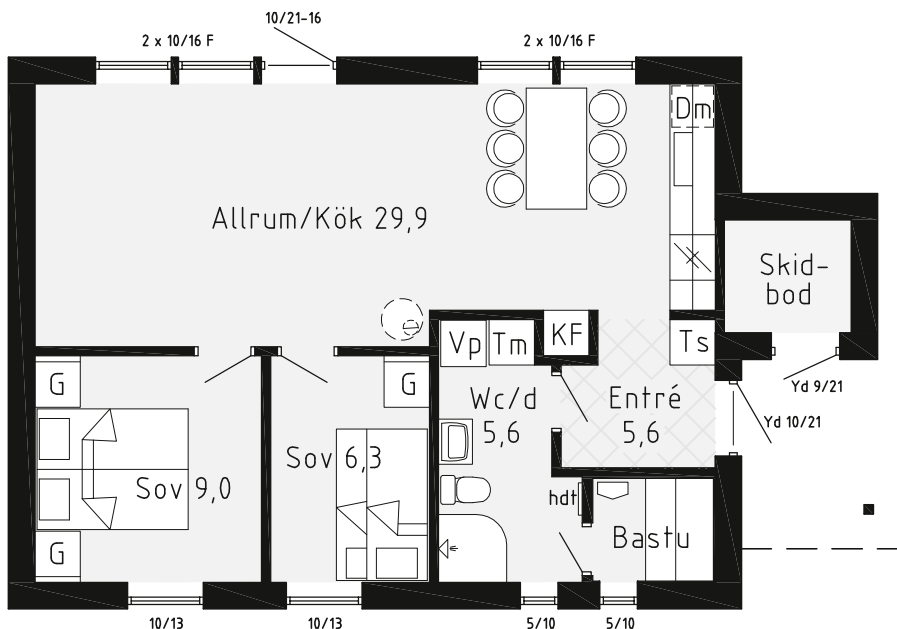 10/21-16
2 x 10/16 F
2 x 10/16 F
Dm
Allrum/Kök 29,9
Skid-
bod
Vp
Tm
KF
Ts
G
G
Wc/d
5,6
Entré
5,6
Yd 9/21
Yd 10/21
Sov 9,0
Sov 6,3
hdt
Bastu
G
10/13
10/13
5/10
5/10